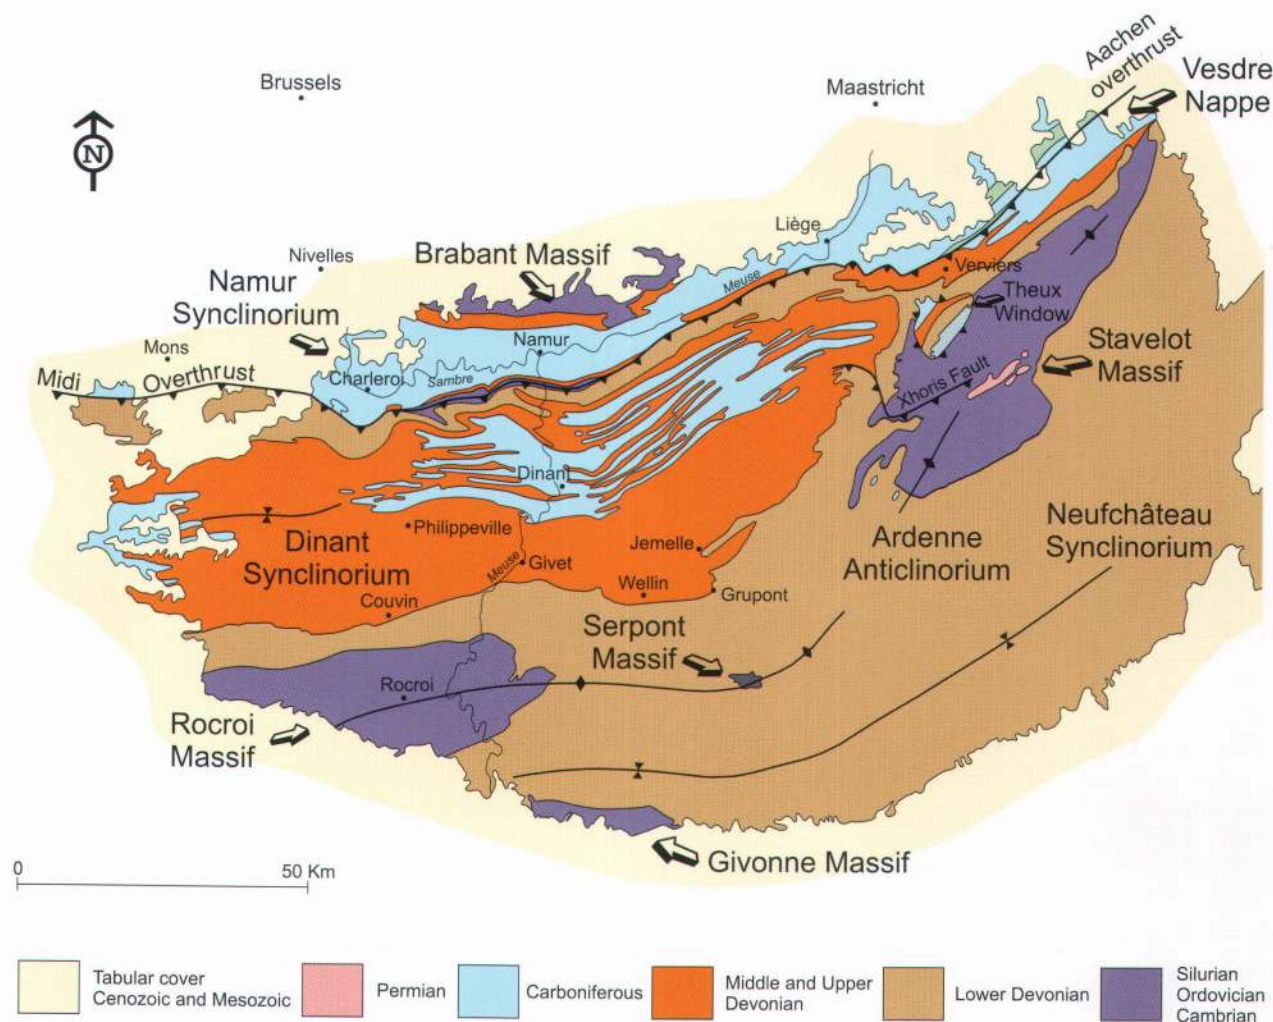 Brussels
Maastricht
Aachen
overthrust
Vesdre
Nappe
N
Nivelles
Brabant Massif
Liège
Meuse
Verviers
Theux
Window
Namur
Synclinorium
Mons
Namur
Stavelot
Massif
Midi
Overthrust
Charleroi
Sambre
Xhoris Fault
Dinant
Philippeville
Dinant
Synclinorium
Meuse
Givet
Jemelle
Ardenne
Anticlinorium
Neufchâteau
Synclinorium
Couvin
Wellin
Grupont
Serpont
Massif
Rocroi
Rocroi
Massif
Givonne Massif
0
50 Km
Tabular cover
Cenozoic and Mesozoic
Permian
Carboniferous
Middle and Upper
Devonian
Lower Devonian
Silurian
Ordovician
Cambrian